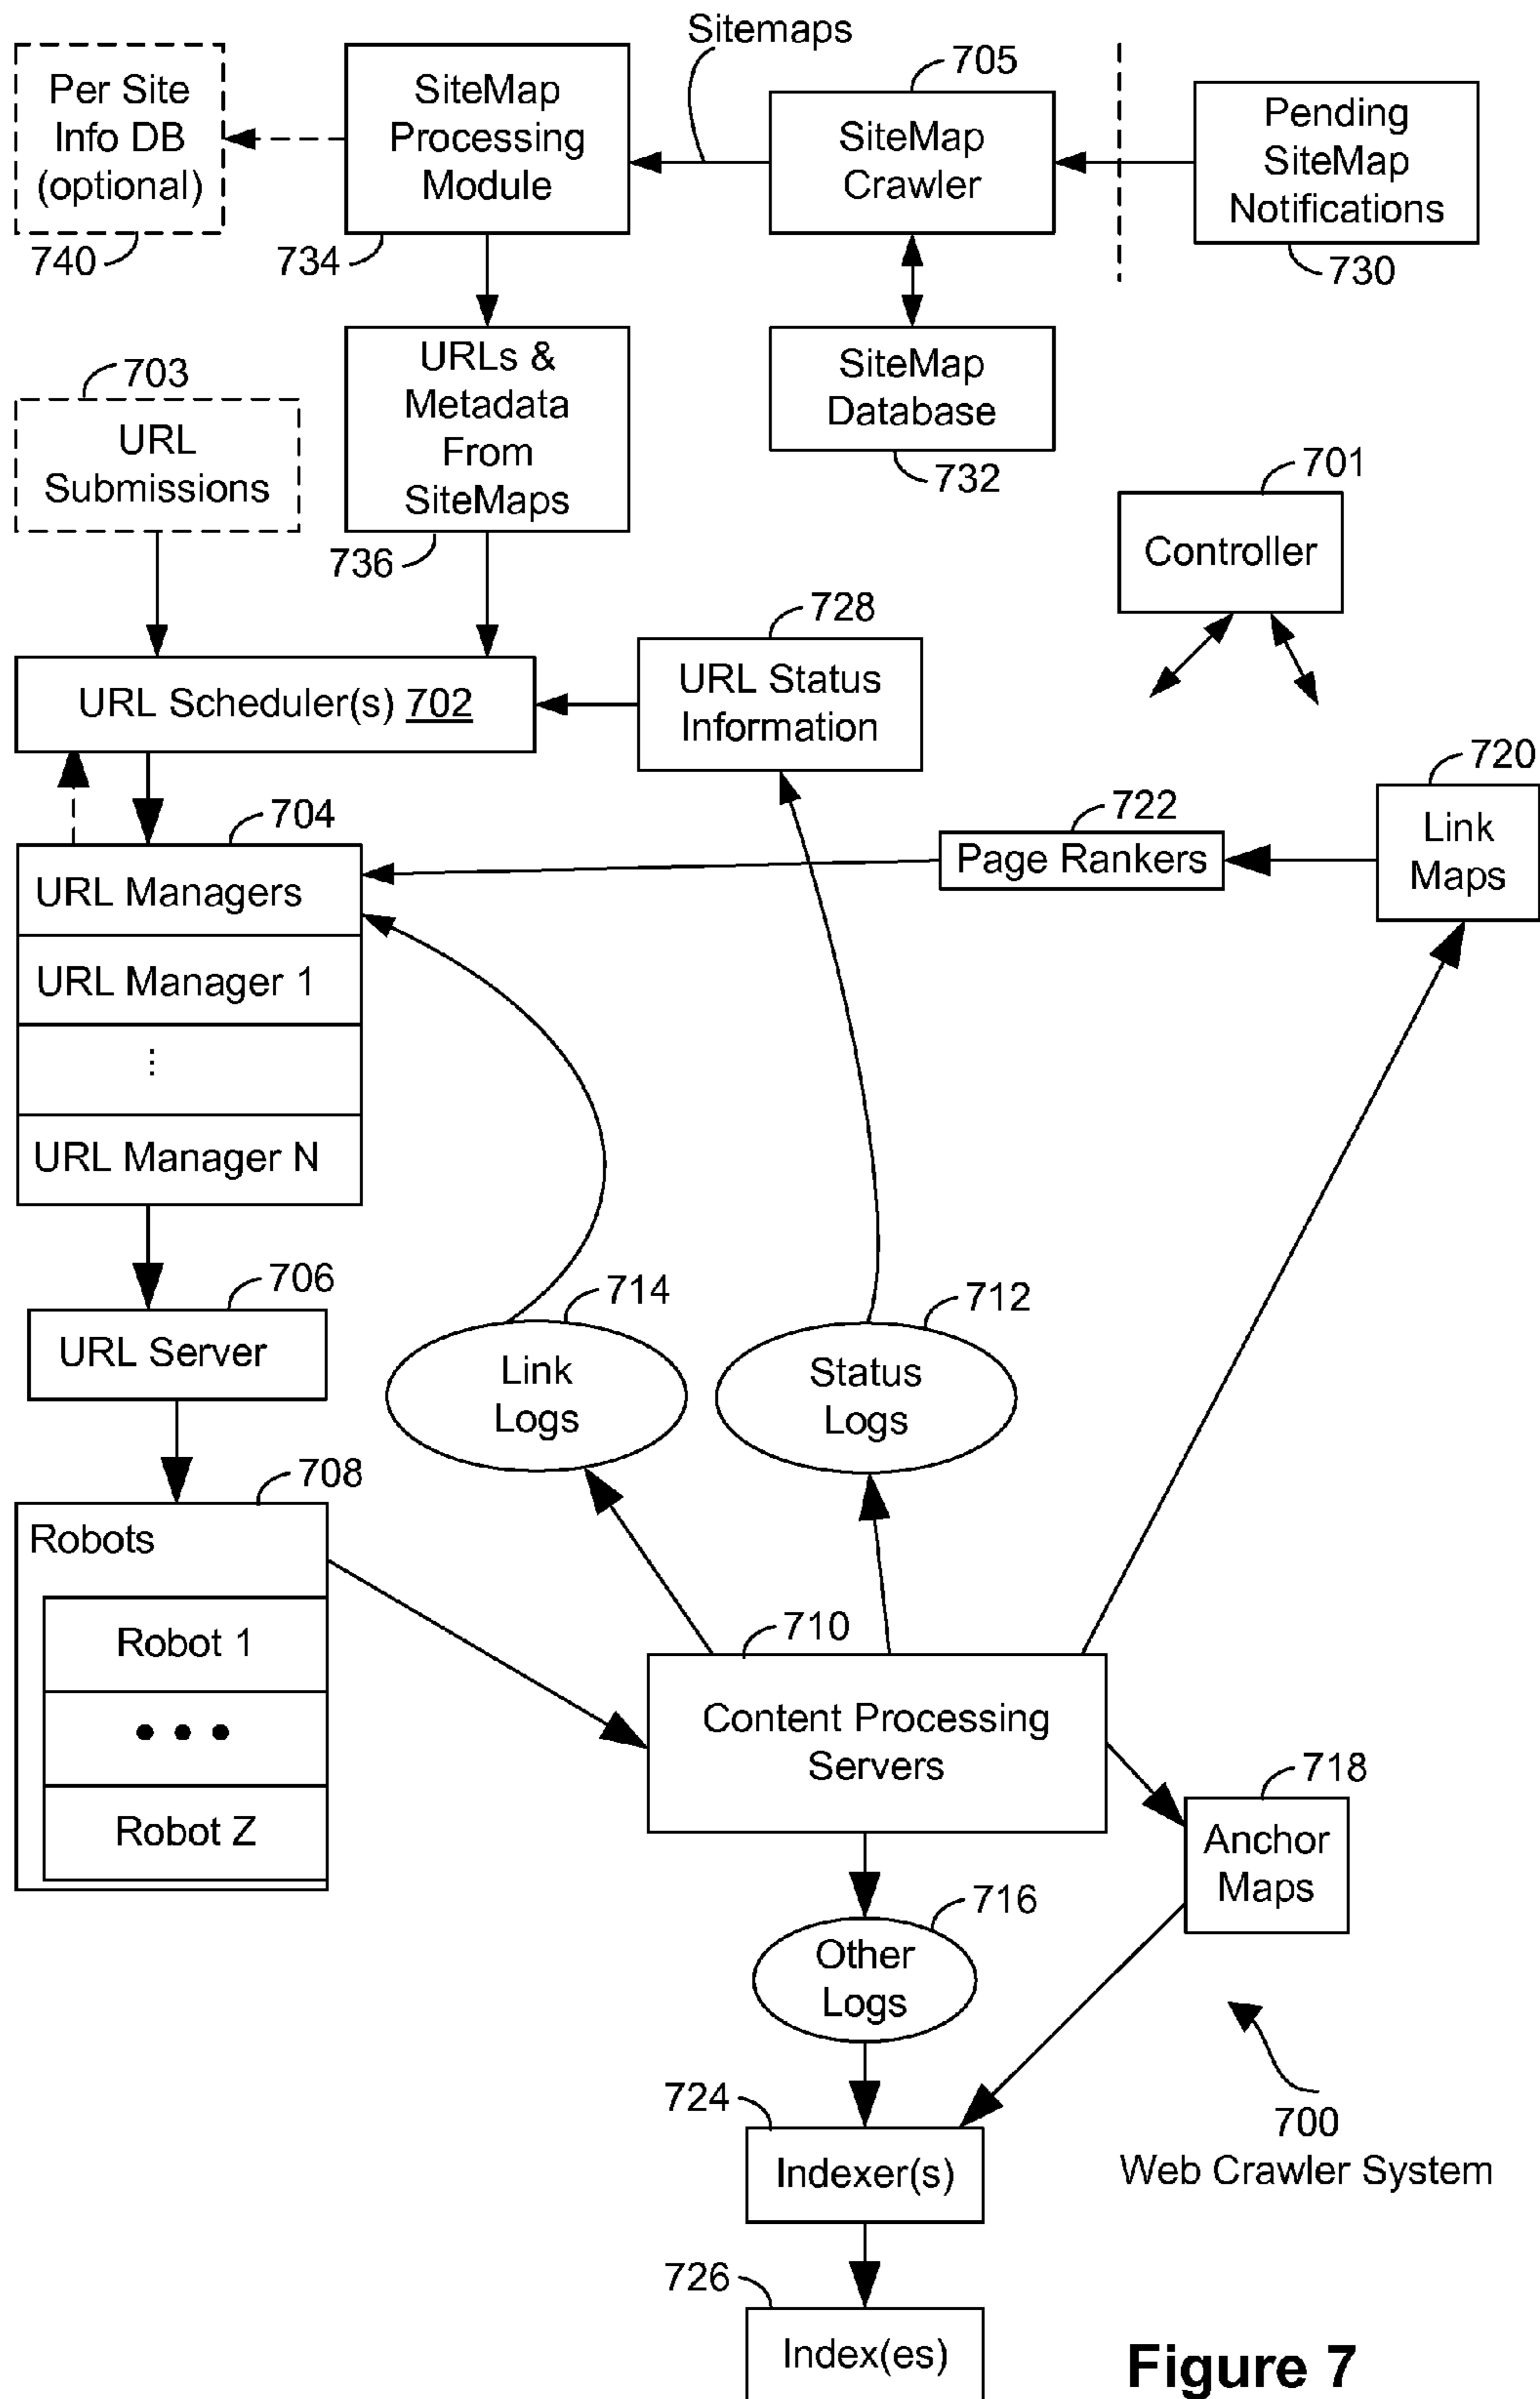 Sitemaps
Per Site
Info DB
(optional)
740
SiteMap
Processing
Module
734
705
SiteMap
Crawler
Pending
SiteMap
Notifications
730
703
URL
Submissions
URLs &
Metadata
From
SiteMaps
736
SiteMap
Database
732
701
Controller
728
URL Status
Information
URL Scheduler(s) 702
720
Link
Maps
722
Page Rankers
704
URL Managers
URL Manager 1
⋮
URL Manager N
706
URL Server
714
Link
Logs
712
Status
Logs
708
Robots
Robot 1
• • •
Robot Z
710
Content Processing
Servers
718
Anchor
Maps
716
Other
Logs
724
Indexer(s)
700
Web Crawler System
726
Index(es)
Figure 7